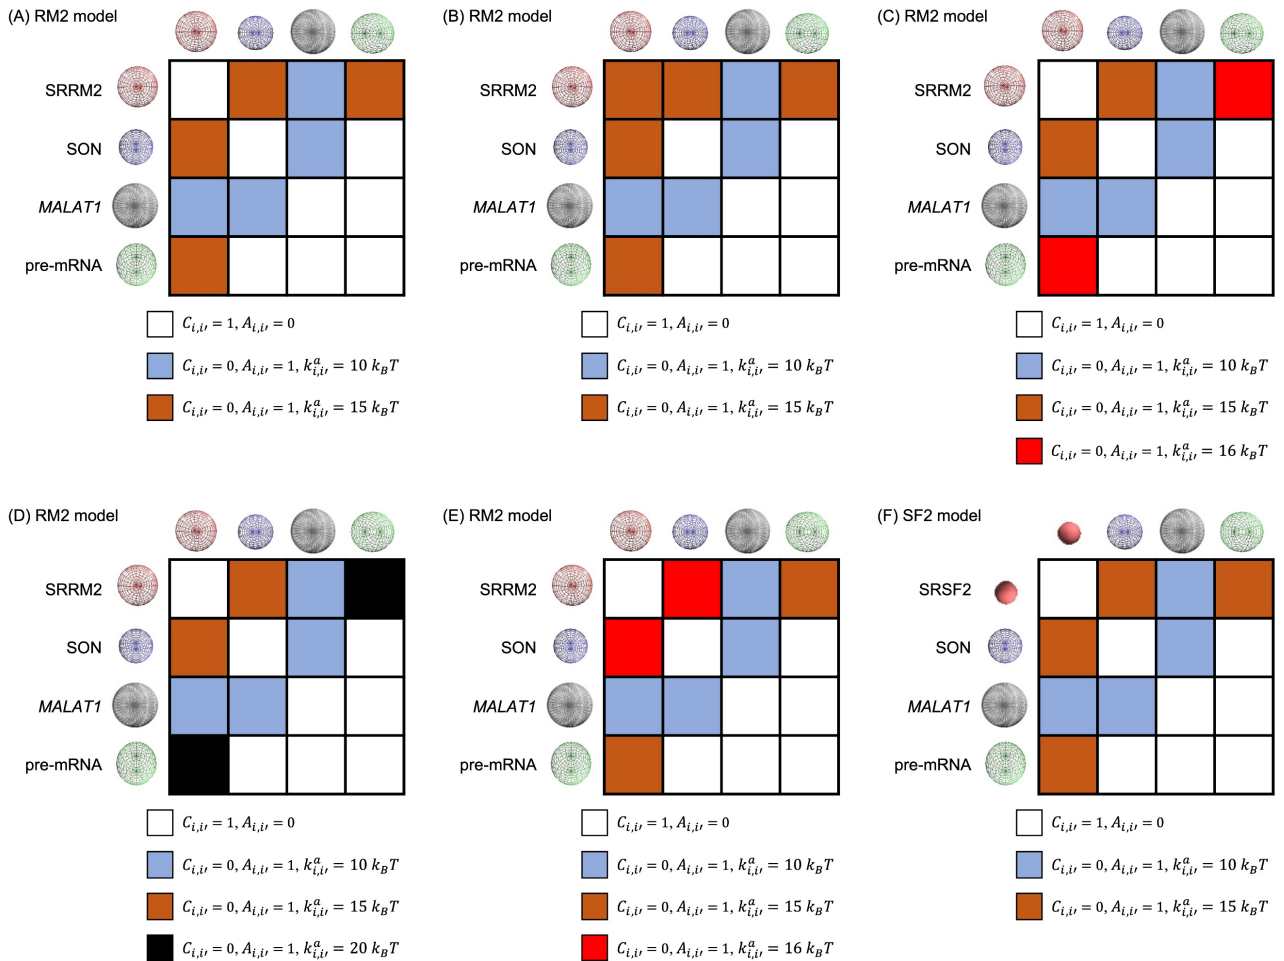 (A) RM2 model
SRRM2
SON
MALAT1
pre-mRNA
C_{i,i′} = 1, A_{i,i′} = 0
C_{i,i′} = 0, A_{i,i′} = 1, k^a_{i,i′} = 10 k_BT
C_{i,i′} = 0, A_{i,i′} = 1, k^a_{i,i′} = 15 k_BT
(B) RM2 model
SRRM2
SON
MALAT1
pre-mRNA
C_{i,i′} = 1, A_{i,i′} = 0
C_{i,i′} = 0, A_{i,i′} = 1, k^a_{i,i′} = 10 k_BT
C_{i,i′} = 0, A_{i,i′} = 1, k^a_{i,i′} = 15 k_BT
(C) RM2 model
SRRM2
SON
MALAT1
pre-mRNA
C_{i,i′} = 1, A_{i,i′} = 0
C_{i,i′} = 0, A_{i,i′} = 1, k^a_{i,i′} = 10 k_BT
C_{i,i′} = 0, A_{i,i′} = 1, k^a_{i,i′} = 15 k_BT
C_{i,i′} = 0, A_{i,i′} = 1, k^a_{i,i′} = 16 k_BT
(D) RM2 model
SRRM2
SON
MALAT1
pre-mRNA
C_{i,i′} = 1, A_{i,i′} = 0
C_{i,i′} = 0, A_{i,i′} = 1, k^a_{i,i′} = 10 k_BT
C_{i,i′} = 0, A_{i,i′} = 1, k^a_{i,i′} = 15 k_BT
C_{i,i′} = 0, A_{i,i′} = 1, k^a_{i,i′} = 20 k_BT
(E) RM2 model
SRRM2
SON
MALAT1
pre-mRNA
C_{i,i′} = 1, A_{i,i′} = 0
C_{i,i′} = 0, A_{i,i′} = 1, k^a_{i,i′} = 10 k_BT
C_{i,i′} = 0, A_{i,i′} = 1, k^a_{i,i′} = 15 k_BT
C_{i,i′} = 0, A_{i,i′} = 1, k^a_{i,i′} = 16 k_BT
(F) SF2 model
SRSF2
SON
MALAT1
pre-mRNA
C_{i,i′} = 1, A_{i,i′} = 0
C_{i,i′} = 0, A_{i,i′} = 1, k^a_{i,i′} = 10 k_BT
C_{i,i′} = 0, A_{i,i′} = 1, k^a_{i,i′} = 15 k_BT